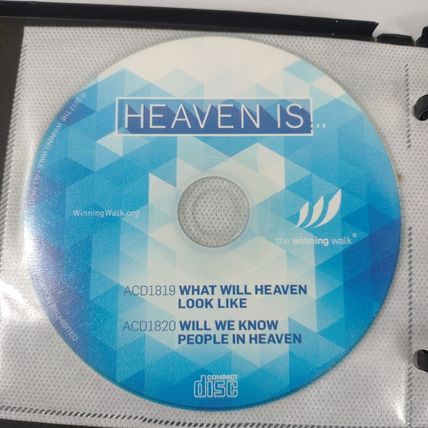 HEAVEN IS...
WinningWalk.org
the winning walk®
ACD1819 WHAT WILL HEAVEN
LOOK LIKE
ACD1820 WILL WE KNOW
PEOPLE IN HEAVEN
COMPACT
disc